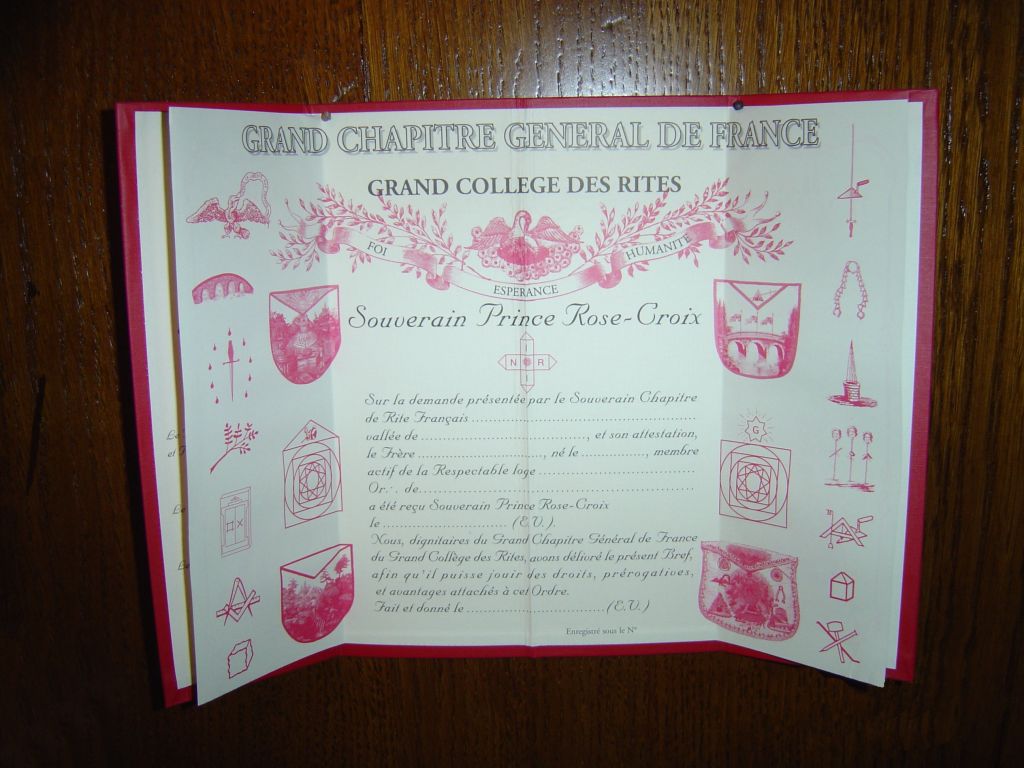 GRAND CHAPITRE GENERAL DE FRANCE
GRAND COLLEGE DES RITES
FOI
HUMANITE
ESPERANCE
Souverain Prince Rose-Croix
I
N R
I
Sur la demande présentée par le Souverain Chapitre
de Rite Français ...............................................
vallée de ..................................., et son attestation,
le Frère .........................., né le .............., membre
actif de la Respectable loge .................................
Or∴ de..........................................................
a été reçu Souverain Prince Rose-Croix
le .......................... (E.V.).
Nous, dignitaires du Grand Chapitre Général de France
du Grand Collège des Rites, avons délivré le présent Bref,
afin qu'il puisse jouir des droits, prérogatives,
et avantages attachés à cet Ordre.
Fait et donné le .............................(E.V.)
Enregistré sous le N°
G
Le
et
Le